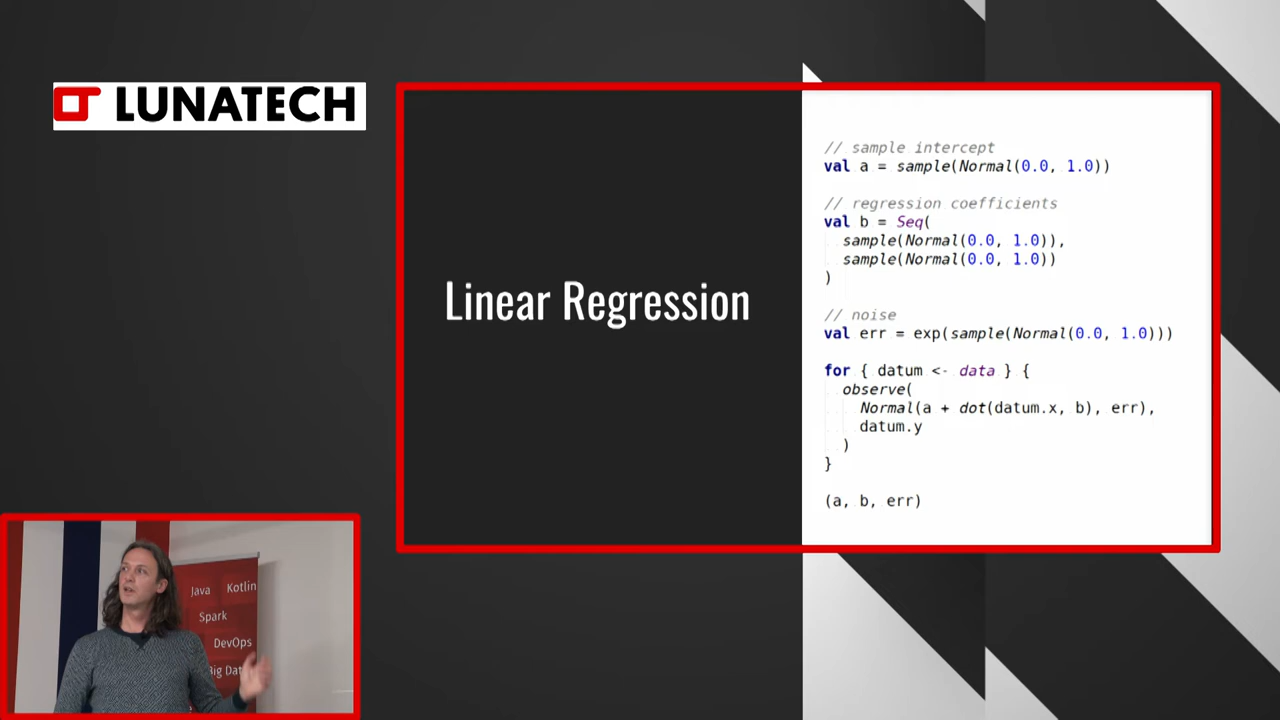 LUNATECH
Linear Regression
// sample intercept
val a = sample(Normal(0.0, 1.0))
// regression coefficients
val b = Seq(
sample(Normal(0.0, 1.0)),
sample(Normal(0.0, 1.0))
)
// noise
val err = exp(sample(Normal(0.0, 1.0)))
for { datum <- data } {
observe(
Normal(a + dot(datum.x, b), err),
datum.y
)
}
(a, b, err)
Java Kotlin
Spark
DevOps
Big Dat